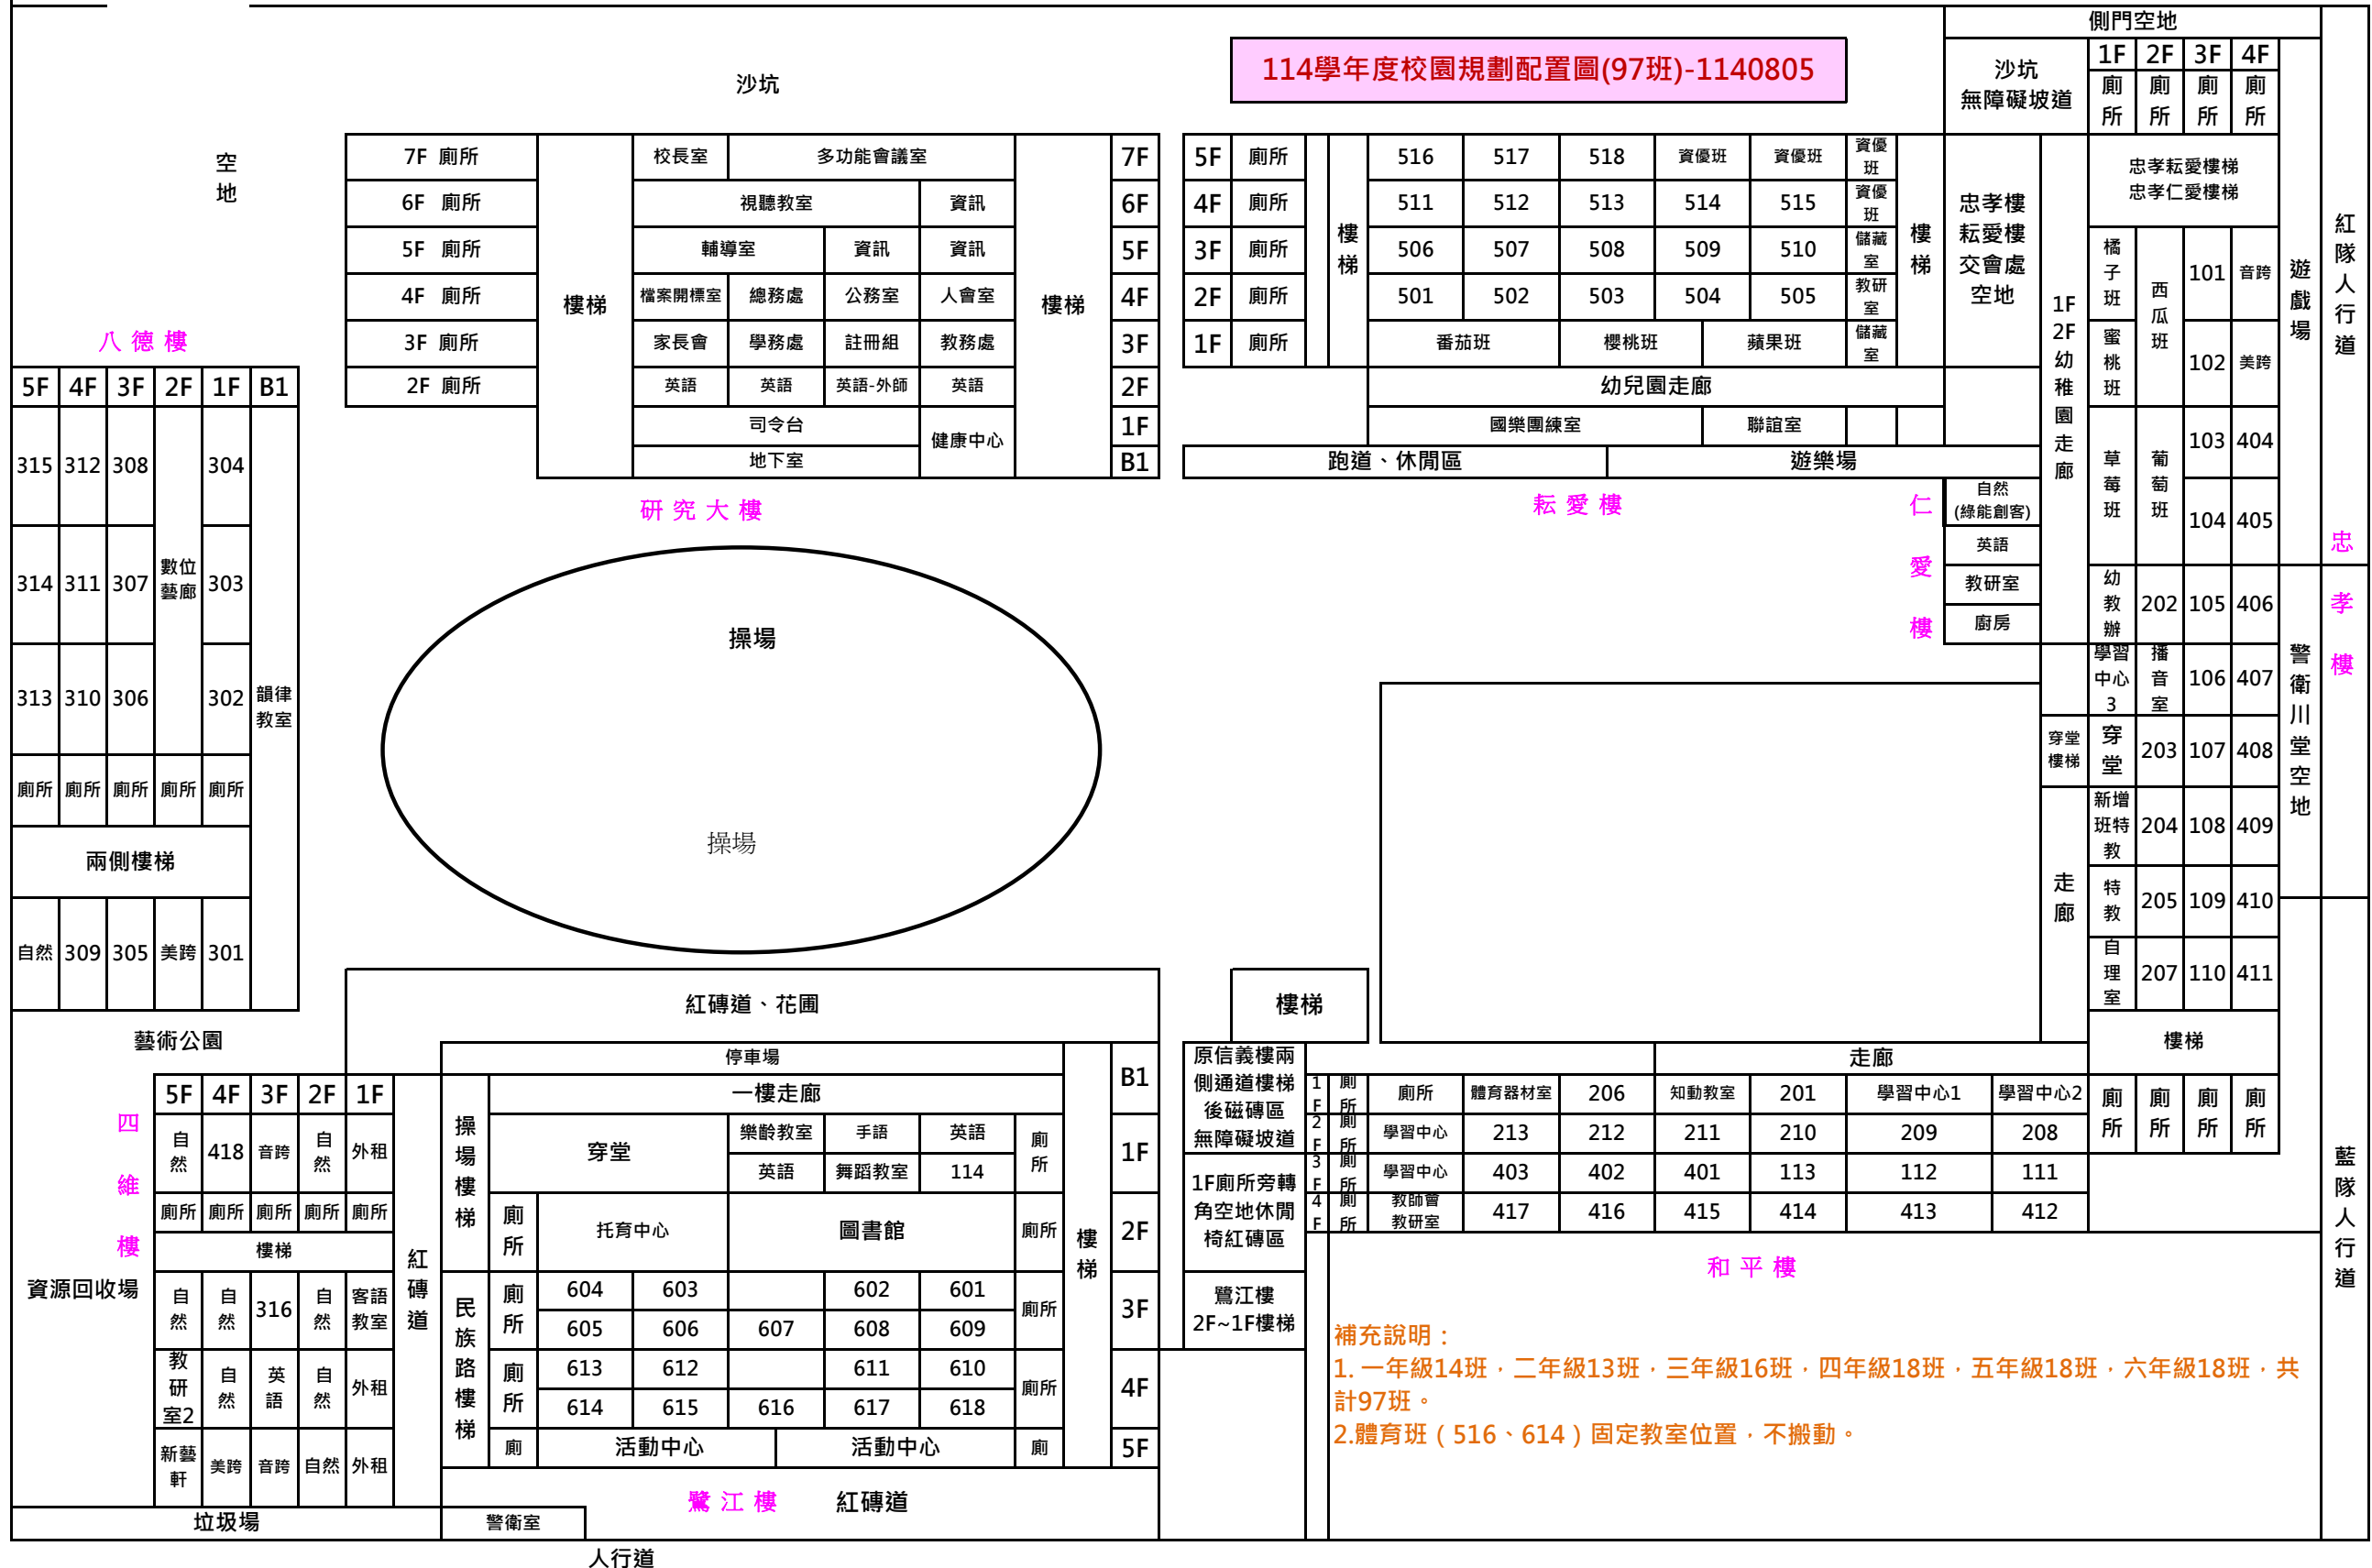 114學年度校園規劃配置圖(97班)-1140805
沙坑
空
地
八德樓
5F 4F 3F 2F 1F B1
315 312 308 數位藝廊 304 韻律教室
314 311 307 303
313 310 306 302
廁所 廁所 廁所 廁所 廁所
兩側樓梯
自然 309 305 美跨 301
藝術公園
7F 廁所 樓梯 校長室 多功能會議室 樓梯 7F
6F 廁所 視聽教室 資訊 6F
5F 廁所 輔導室 資訊 資訊 5F
4F 廁所 檔案開標室 總務處 公務室 人會室 4F
3F 廁所 家長會 學務處 註冊組 教務處 3F
2F 廁所 英語 英語 英語-外師 英語 2F
司令台 健康中心 1F
地下室 B1
研究大樓
操場
操場
5F 廁所 樓梯 516 517 518 資優班 資優班 資優班 樓梯
4F 廁所 511 512 513 514 515 資優班
3F 廁所 506 507 508 509 510 儲藏室
2F 廁所 501 502 503 504 505 教研室
1F 廁所 番茄班 櫻桃班 蘋果班 儲藏室
幼兒園走廊
國樂團練室 聯誼室
跑道、休閒區 遊樂場
耘愛樓
仁愛樓
自然
(綠能創客)
英語
教研室
廚房
側門空地
沙坑
無障礙坡道
忠孝樓
耘愛樓
交會處
空地
1F 2F 3F 4F
廁所 廁所 廁所 廁所
忠孝耘愛樓梯
忠孝仁愛樓梯
1F
2F
幼稚園走廊
橘子班 西瓜班 101 音跨
蜜桃班 102 美跨
草莓班 葡萄班 103 404
104 405
幼教辦 202 105 406
學習中心3 播音室 106 407
穿堂樓梯 穿堂 203 107 408
走廊
新增班特教 204 108 409
特教 205 109 410
自理室 207 110 411
樓梯
廁所 廁所 廁所 廁所
遊戲場
警衛川堂空地
紅隊人行道
忠孝樓
藍隊人行道
紅磚道、花圃
停車場 B1
一樓走廊
操場樓梯
穿堂 樂齡教室 手語 英語 廁所 1F
英語 舞蹈教室 114
廁所 托育中心 圖書館 廁所 2F
樓梯
民族路樓梯
廁所 604 603 602 601 廁所 3F
605 606 607 608 609
廁所 613 612 611 610 廁所 4F
614 615 616 617 618
廁 活動中心 活動中心 廁 5F
鷺江樓 紅磚道
警衛室
人行道
四維樓
資源回收場
5F 4F 3F 2F 1F
自然 418 音跨 自然 外租
廁所 廁所 廁所 廁所 廁所
樓梯
自然 自然 316 自然 客語教室
教研室2 自然 英語 自然 外租
新藝軒 美跨 音跨 自然 外租
紅磚道
垃圾場
樓梯
原信義樓兩
側通道樓梯
後磁磚區
無障礙坡道
1F廁所旁轉
角空地休閒
椅紅磚區
鷺江樓
2F~1F樓梯
走廊
1F 廁所 廁所 體育器材室 206 知動教室 201 學習中心1 學習中心2
2F 廁所 學習中心 213 212 211 210 209 208
3F 廁所 學習中心 403 402 401 113 112 111
4F 廁所 教師會教研室 417 416 415 414 413 412
和平樓
補充說明：
1. 一年級14班，二年級13班，三年級16班，四年級18班，五年級18班，六年級18班，共
計97班。
2.體育班（516、614）固定教室位置，不搬動。